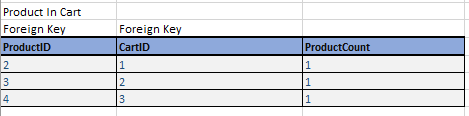 Product In Cart
Foreign Key Foreign Key
ProductID CartID ProductCount
2 1 1
3 2 1
4 3 1